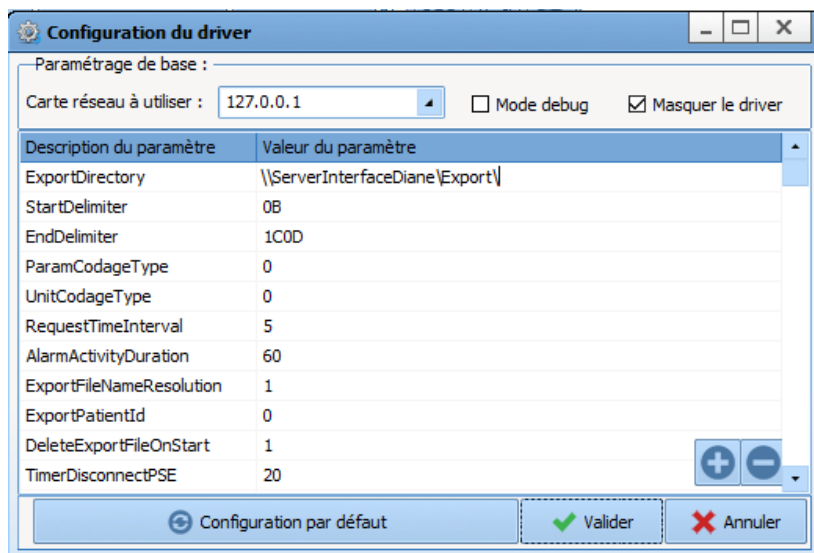 Configuration du driver
Paramétrage de base :
Carte réseau à utiliser : 127.0.0.1 Mode debug Masquer le driver
Description du paramètre Valeur du paramètre
ExportDirectory \\ServerInterfaceDiane\Export\
StartDelimiter 0B
EndDelimiter 1C0D
ParamCodageType 0
UnitCodageType 0
RequestTimeInterval 5
AlarmActivityDuration 60
ExportFileNameResolution 1
ExportPatientId 0
DeleteExportFileOnStart 1
TimerDisconnectPSE 20
Configuration par défaut Valider Annuler